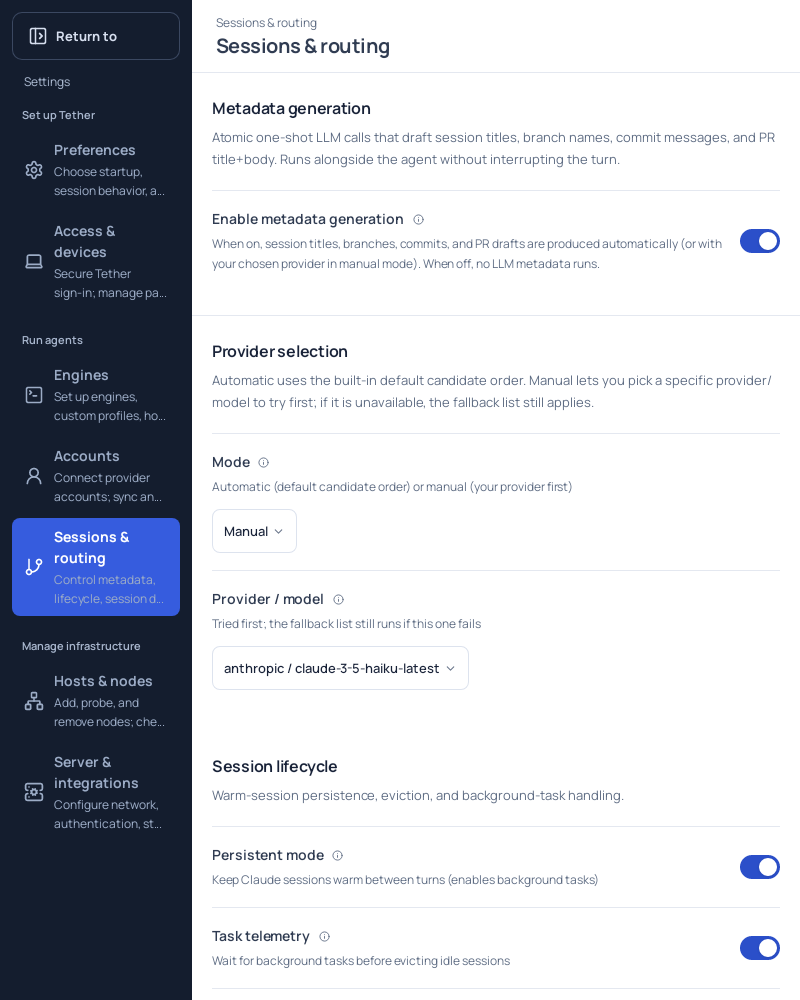 Return to
Settings
Set up Tether
Preferences
Choose startup,
session behavior, a...
Access &
devices
Secure Tether
sign-in; manage pa...
Run agents
Engines
Set up engines,
custom profiles, ho...
Accounts
Connect provider
accounts; sync an...
Sessions &
routing
Control metadata,
lifecycle, session d...
Manage infrastructure
Hosts & nodes
Add, probe, and
remove nodes; che...
Server &
integrations
Configure network,
authentication, st...
Sessions & routing
Sessions & routing
Metadata generation
Atomic one-shot LLM calls that draft session titles, branch names, commit messages, and PR
title+body. Runs alongside the agent without interrupting the turn.
Enable metadata generation
When on, session titles, branches, commits, and PR drafts are produced automatically (or with
your chosen provider in manual mode). When off, no LLM metadata runs.
Provider selection
Automatic uses the built-in default candidate order. Manual lets you pick a specific provider/
model to try first; if it is unavailable, the fallback list still applies.
Mode
Automatic (default candidate order) or manual (your provider first)
Manual
Provider / model
Tried first; the fallback list still runs if this one fails
anthropic / claude-3-5-haiku-latest
Session lifecycle
Warm-session persistence, eviction, and background-task handling.
Persistent mode
Keep Claude sessions warm between turns (enables background tasks)
Task telemetry
Wait for background tasks before evicting idle sessions